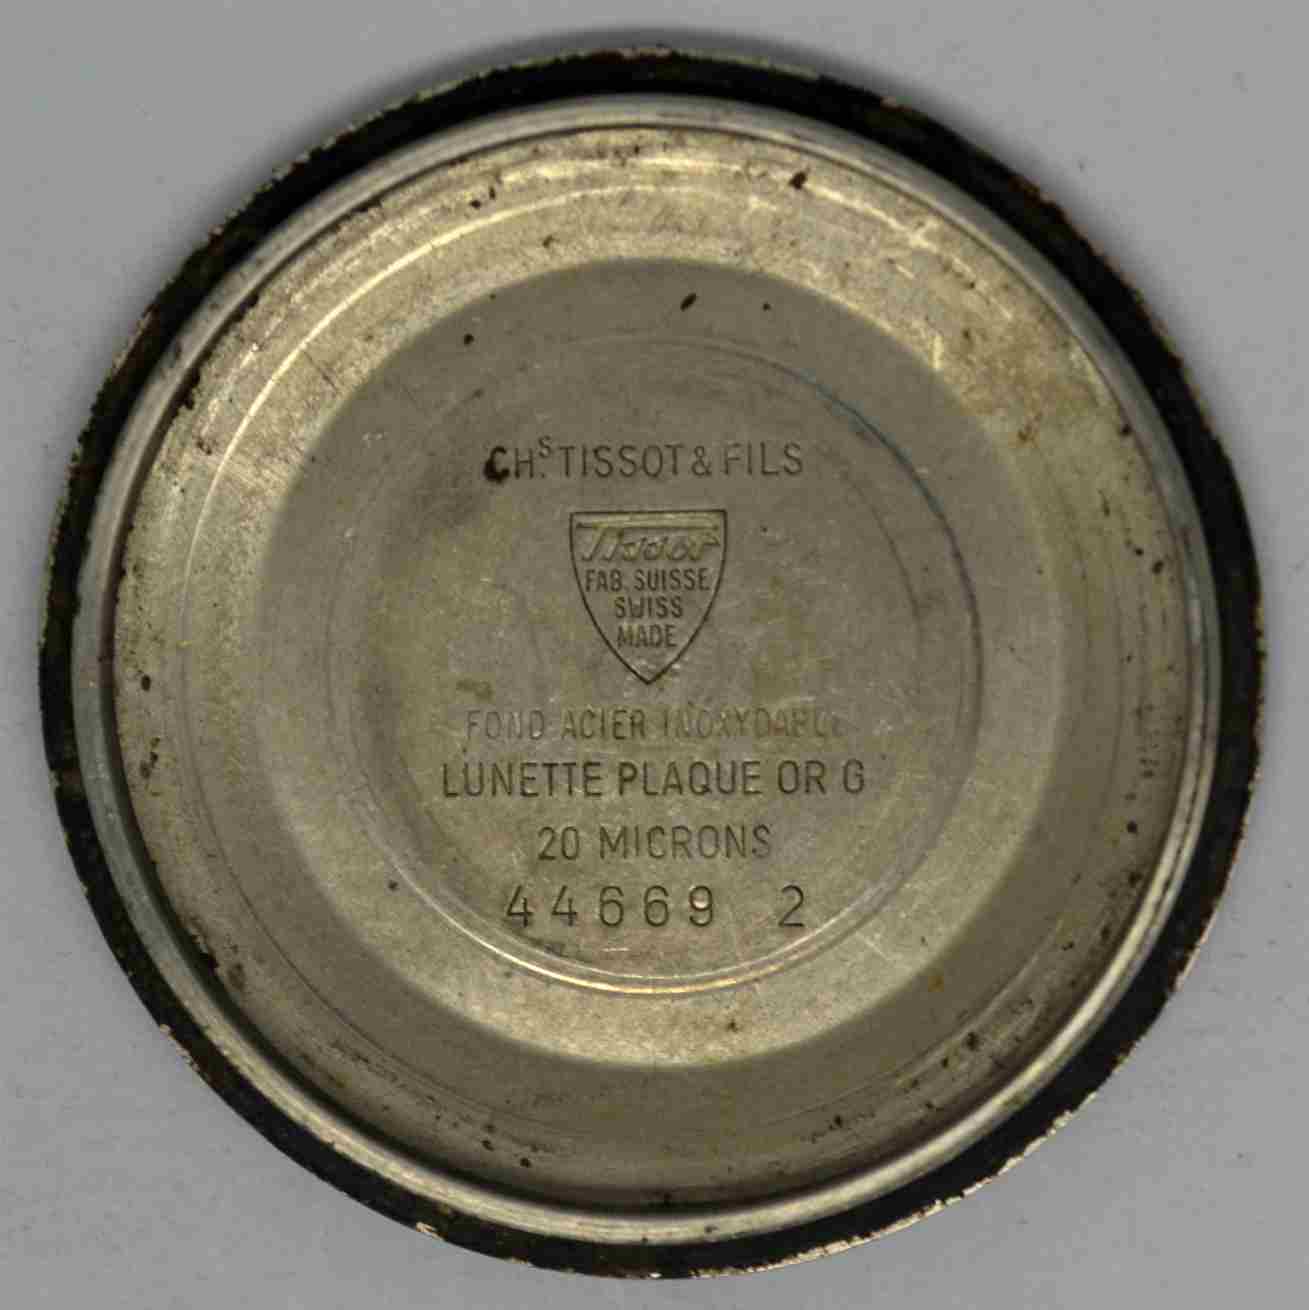 CH.ˢ TISSOT & FILS
Tissot
FAB. SUISSE
SWISS
MADE
FOND ACIER INOXYDABLE
LUNETTE PLAQUE OR G
20 MICRONS
44669 2